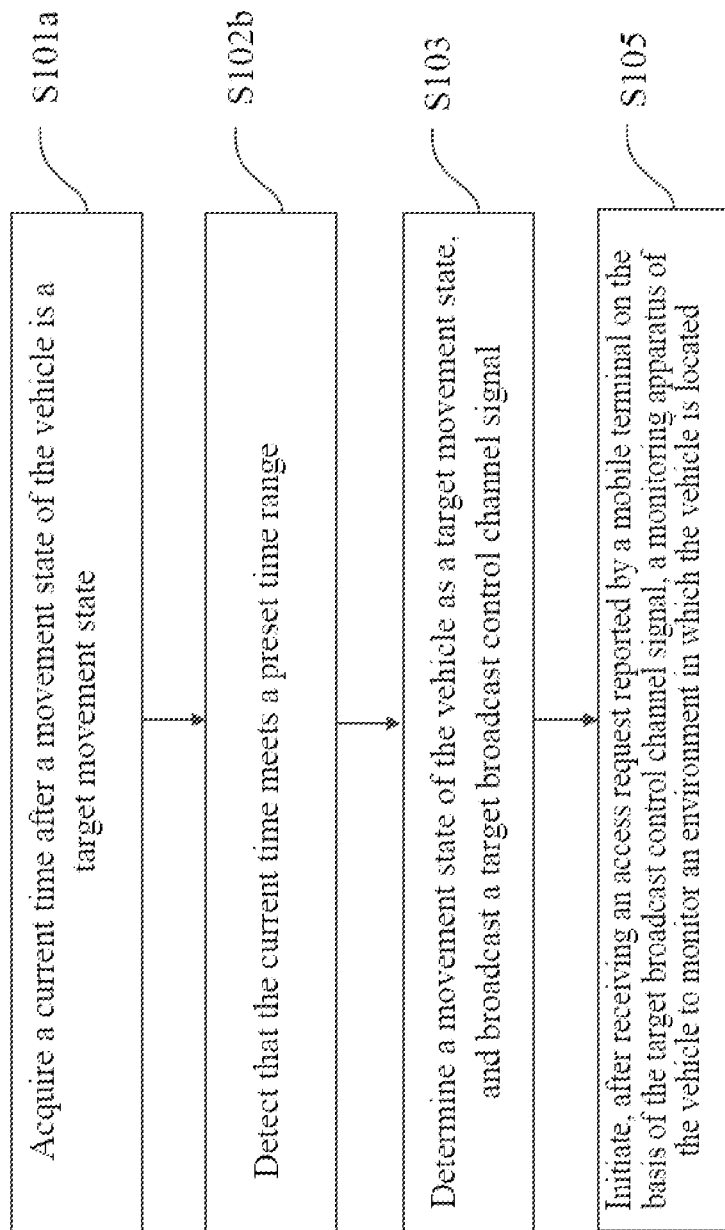 Acquire a current time after a movement state of the vehicle is a
target movement state
S101a
Detect that the current time meets a preset time range
S102b
Determine a movement state of the vehicle as a target movement state,
and broadcast a target broadcast control channel signal
S103
Initiate, after receiving an access request reported by a mobile terminal on the
basis of the target broadcast control channel signal, a monitoring apparatus of
the vehicle to monitor an environment in which the vehicle is located
S105